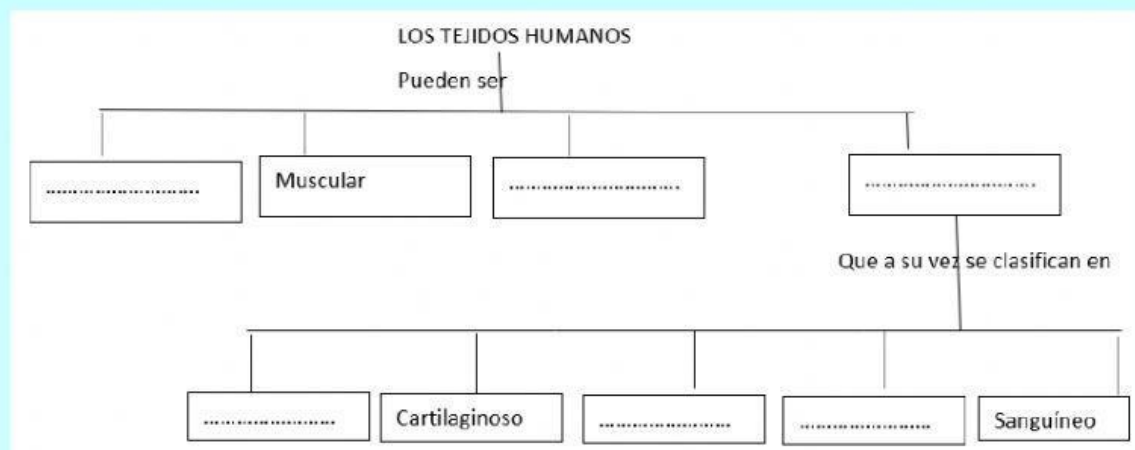 LOS TEJIDOS HUMANOS
Pueden ser
........................... Muscular ............................. .............................
Que a su vez se clasifican en
....................... Cartilaginoso ....................... ....................... Sanguíneo